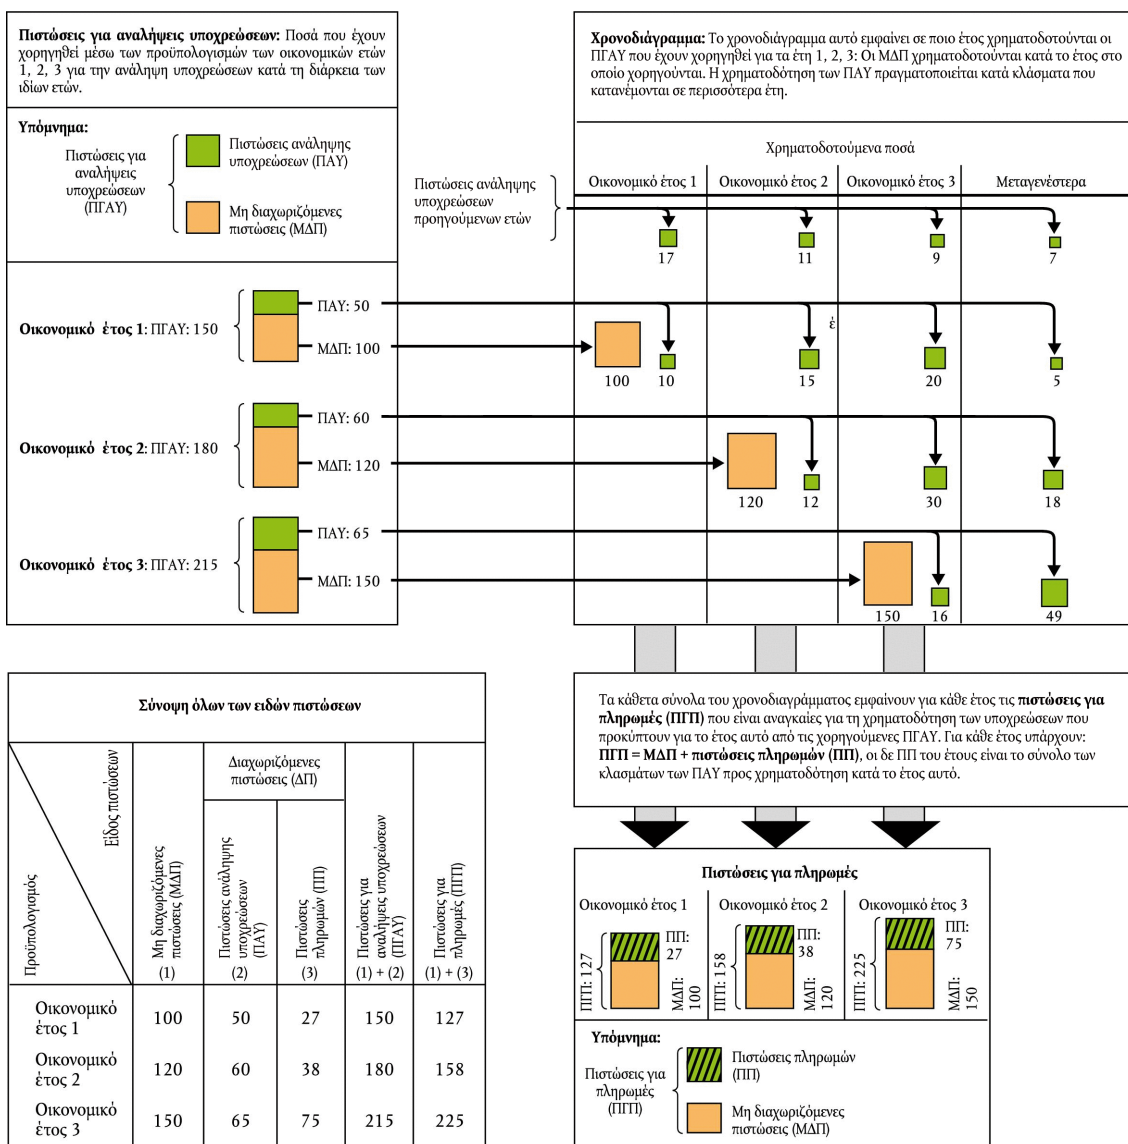 Πιστώσεις για αναλήψεις υποχρεώσεων: Ποσά που έχουν
χορηγηθεί μέσω των προϋπολογισμών των οικονομικών ετών
1, 2, 3 για την ανάληψη υποχρεώσεων κατά τη διάρκεια των
ιδίων ετών.
Υπόμνημα:
Πιστώσεις για
αναλήψεις
υποχρεώσεων
(ΠΓΑΥ)
Πιστώσεις ανάληψης
υποχρεώσεων (ΠΑΥ)
Μη διαχωριζόμενες
πιστώσεις (ΜΔΠ)
Χρονοδιάγραμμα: Το χρονοδιάγραμμα αυτό εμφαίνει σε ποιο έτος χρηματοδοτούνται οι
ΠΓΑΥ που έχουν χορηγηθεί για τα έτη 1, 2, 3: Οι ΜΔΠ χρηματοδοτούνται κατά το έτος στο
οποίο χορηγούνται. Η χρηματοδότηση των ΠΑΥ πραγματοποιείται κατά κλάσματα που
κατανέμονται σε περισσότερα έτη.
Χρηματοδοτούμενα ποσά
Οικονομικό έτος 1
Οικονομικό έτος 2
Οικονομικό έτος 3
Μεταγενέστερα
Πιστώσεις ανάληψης
υποχρεώσεων
προηγούμενων ετών
17
11
9
7
Οικονομικό έτος 1: ΠΓΑΥ: 150
ΠΑΥ: 50
ΜΔΠ: 100
έ-
100
10
15
20
5
Οικονομικό έτος 2: ΠΓΑΥ: 180
ΠΑΥ: 60
ΜΔΠ: 120
120
12
30
18
Οικονομικό έτος 3: ΠΓΑΥ: 215
ΠΑΥ: 65
ΜΔΠ: 150
150
16
49
Τα κάθετα σύνολα του χρονοδιαγράμματος εμφαίνουν για κάθε έτος τις πιστώσεις για
πληρωμές (ΠΓΠ) που είναι αναγκαίες για τη χρηματοδότηση των υποχρεώσεων που
προκύπτουν για το έτος αυτό από τις χορηγούμενες ΠΓΑΥ. Για κάθε έτος υπάρχουν:
ΠΓΠ = ΜΔΠ + πιστώσεις πληρωμών (ΠΠ), οι δε ΠΠ του έτους είναι το σύνολο των
κλασμάτων των ΠΑΥ προς χρηματοδότηση κατά το έτος αυτό.
Σύνοψη όλων των ειδών πιστώσεων
Προϋπολογισμός
Είδος πιστώσεων
Διαχωριζόμενες
πιστώσεις (ΔΠ)
Μη διαχωριζόμενες
πιστώσεις (ΜΔΠ)
(1)
Πιστώσεις ανάληψης
υποχρεώσεων
(ΠΑΥ)
(2)
Πιστώσεις
πληρωμών (ΠΠ)
(3)
Πιστώσεις για
αναλήψεις υποχρεώσεων
(ΠΓΑΥ)
(1) + (2)
Πιστώσεις για
πληρωμές (ΠΓΠ)
(1) + (3)
Οικονομικό
έτος 1
100
50
27
150
127
Οικονομικό
έτος 2
120
60
38
180
158
Οικονομικό
έτος 3
150
65
75
215
225
Πιστώσεις για πληρωμές
Οικονομικό έτος 1
Οικονομικό έτος 2
Οικονομικό έτος 3
ΠΓΠ: 127
ΠΠ:
27
ΜΔΠ:
100
ΠΓΠ: 158
ΠΠ:
38
ΜΔΠ:
120
ΠΓΠ: 225
ΠΠ:
75
ΜΔΠ:
150
Υπόμνημα:
Πιστώσεις για
πληρωμές
(ΠΓΠ)
Πιστώσεις πληρωμών
(ΠΠ)
Μη διαχωριζόμενες
πιστώσεις (ΜΔΠ)